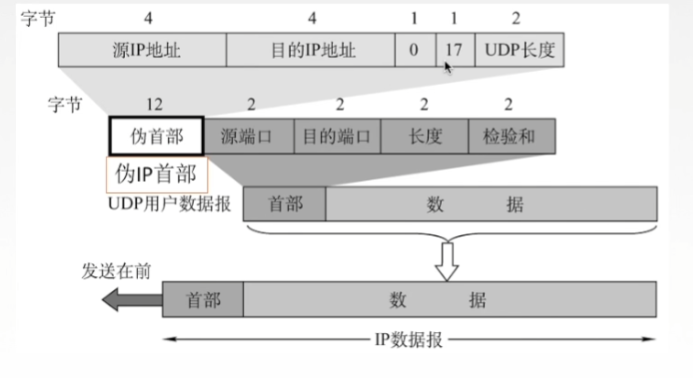 字节 4 4 1 1 2
源IP地址 目的IP地址 0 17 UDP长度
字节 12 2 2 2 2
伪首部 源端口 目的端口 长度 检验和
伪IP首部
UDP用户数据报 首部 数 据
发送在前
首部 数 据
IP数据报